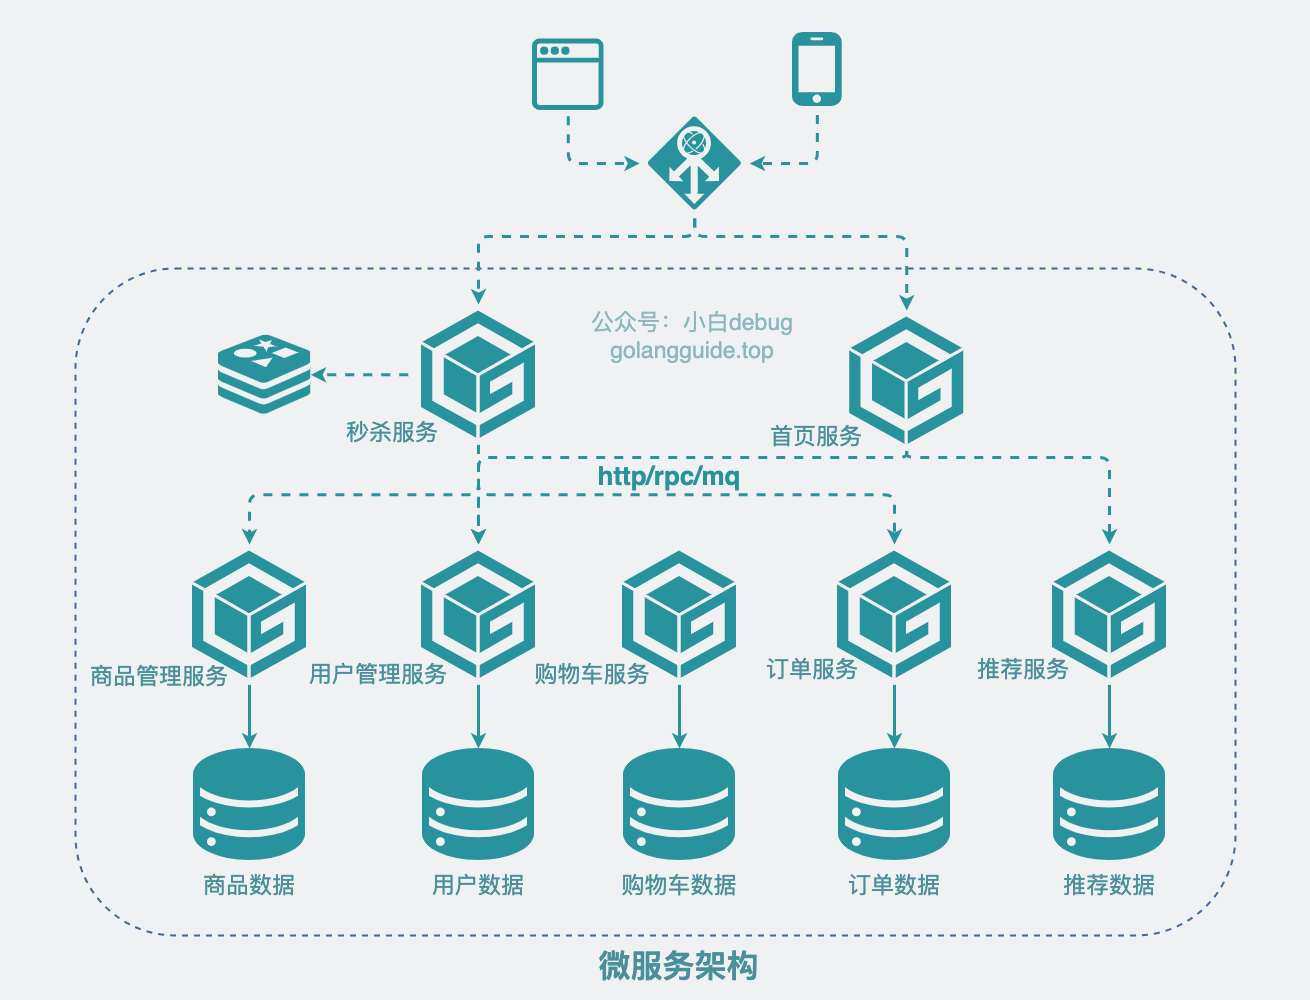 公众号：小白debug
golangguide.top
秒杀服务
首页服务
http/rpc/mq
商品管理服务
用户管理服务
购物车服务
订单服务
推荐服务
商品数据
用户数据
购物车数据
订单数据
推荐数据
微服务架构